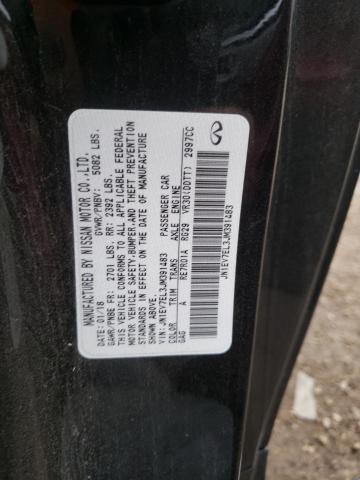 MANUFACTURED BY NISSAN MOTOR CO.,LTD.
01/18 GVWR/PNBV: 5082 LBS.
GAWR/PNBE FR: 2701 LBS. RR: 2392 LBS.
THIS VEHICLE CONFORMS TO ALL APPLICABLE FEDERAL
MOTOR VEHICLE SAFETY,BUMPER,AND THEFT PREVENTION
STANDARDS IN EFFECT ON THE DATE OF MANUFACTURE
SHOWN ABOVE.
VIN:JN1EV7EL3JM391483 PASSENGER CAR
COLOR TRIM TRANS AXLE ENGINE
GAG A RE7R01A RG29 VR30(DDTT) 2997CC
JN1EV7EL3JM391483